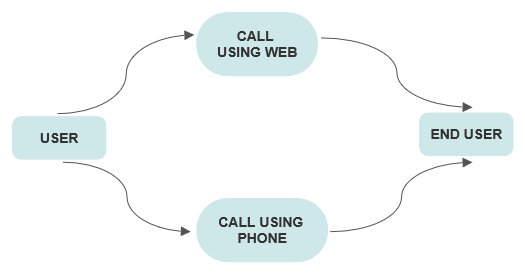 CALL
USING WEB
USER
END USER
CALL USING
PHONE